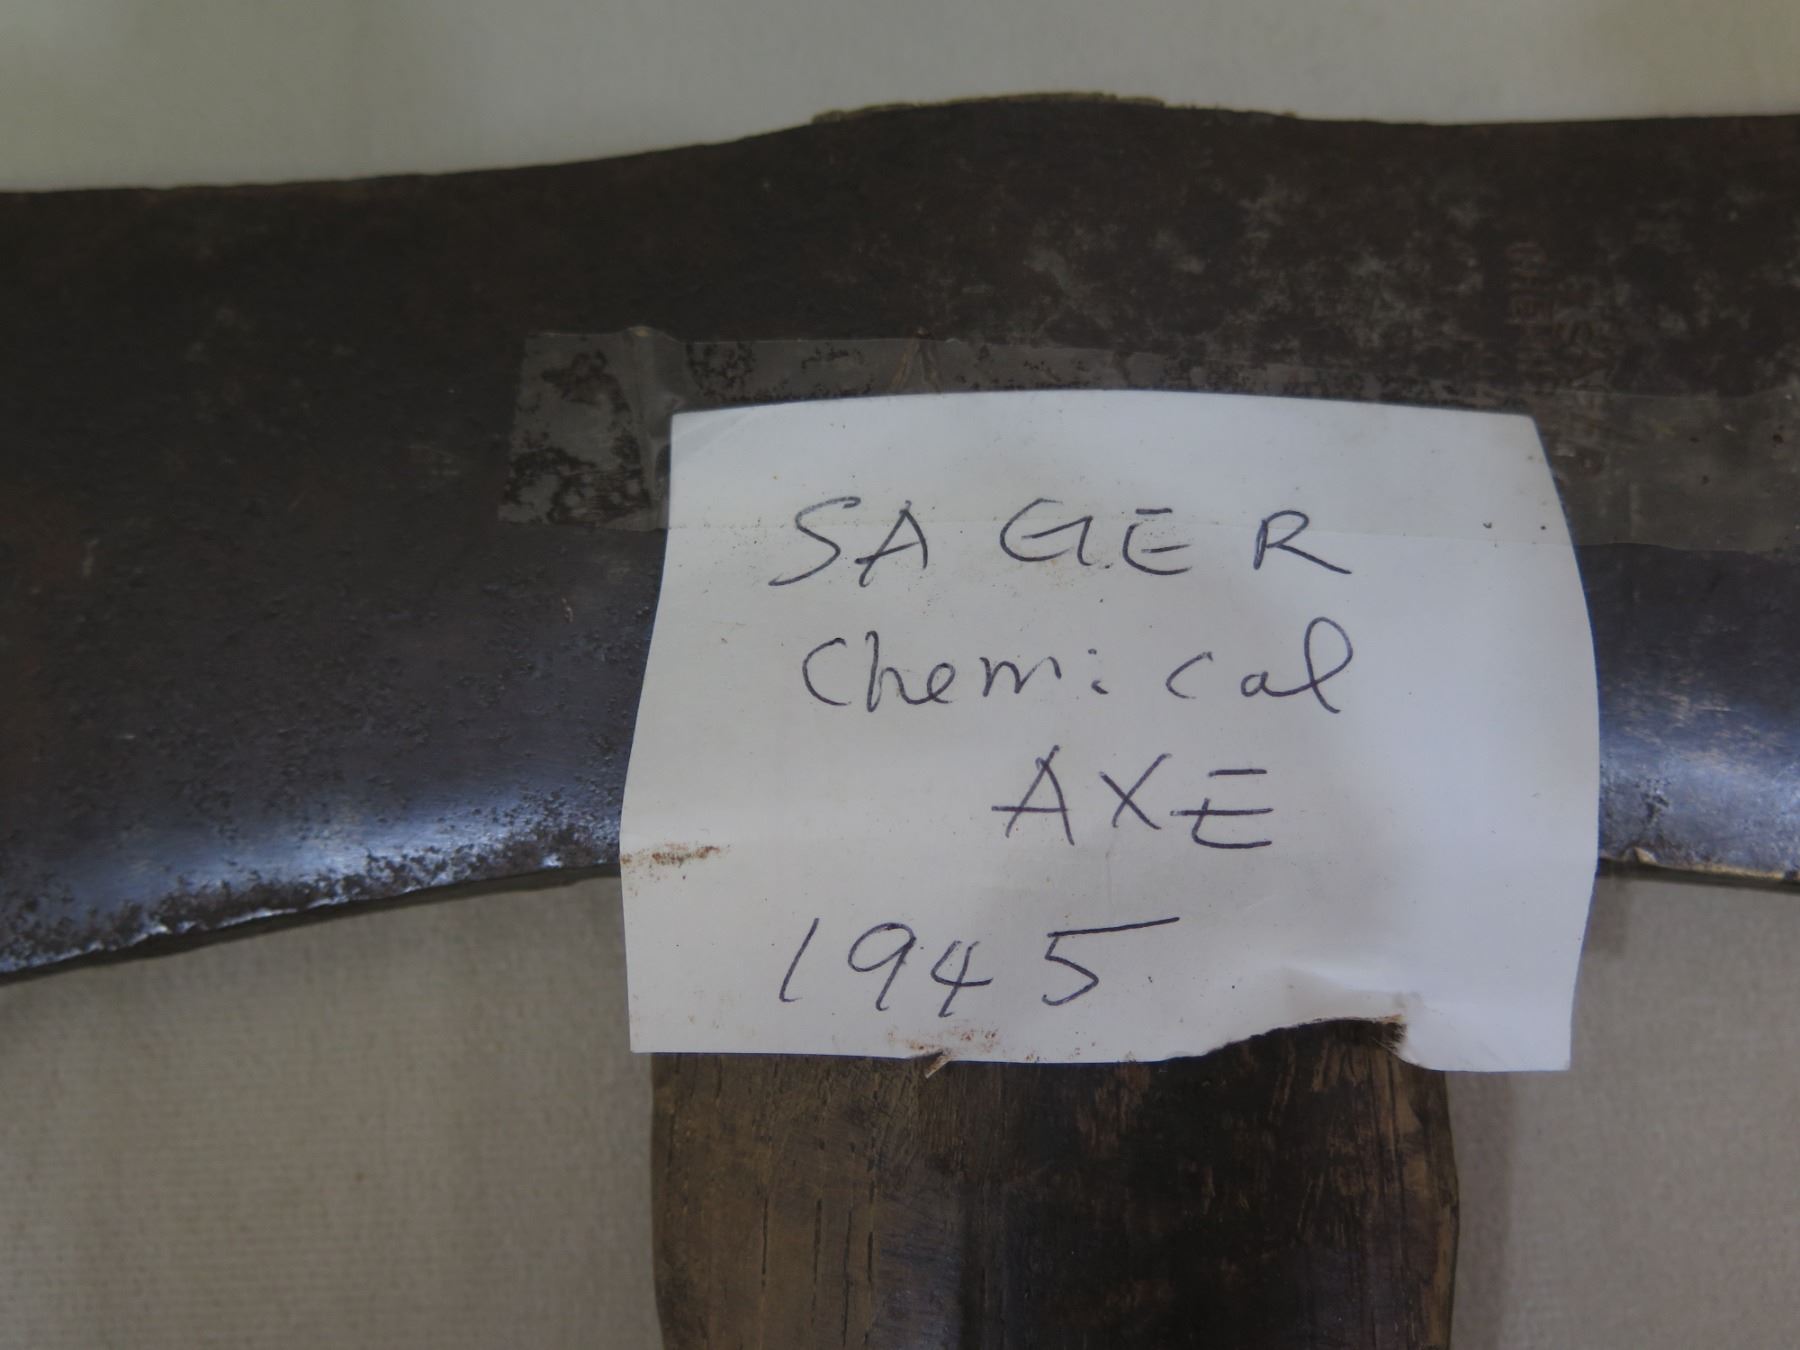 SAGER
Chemical
AXE
1945